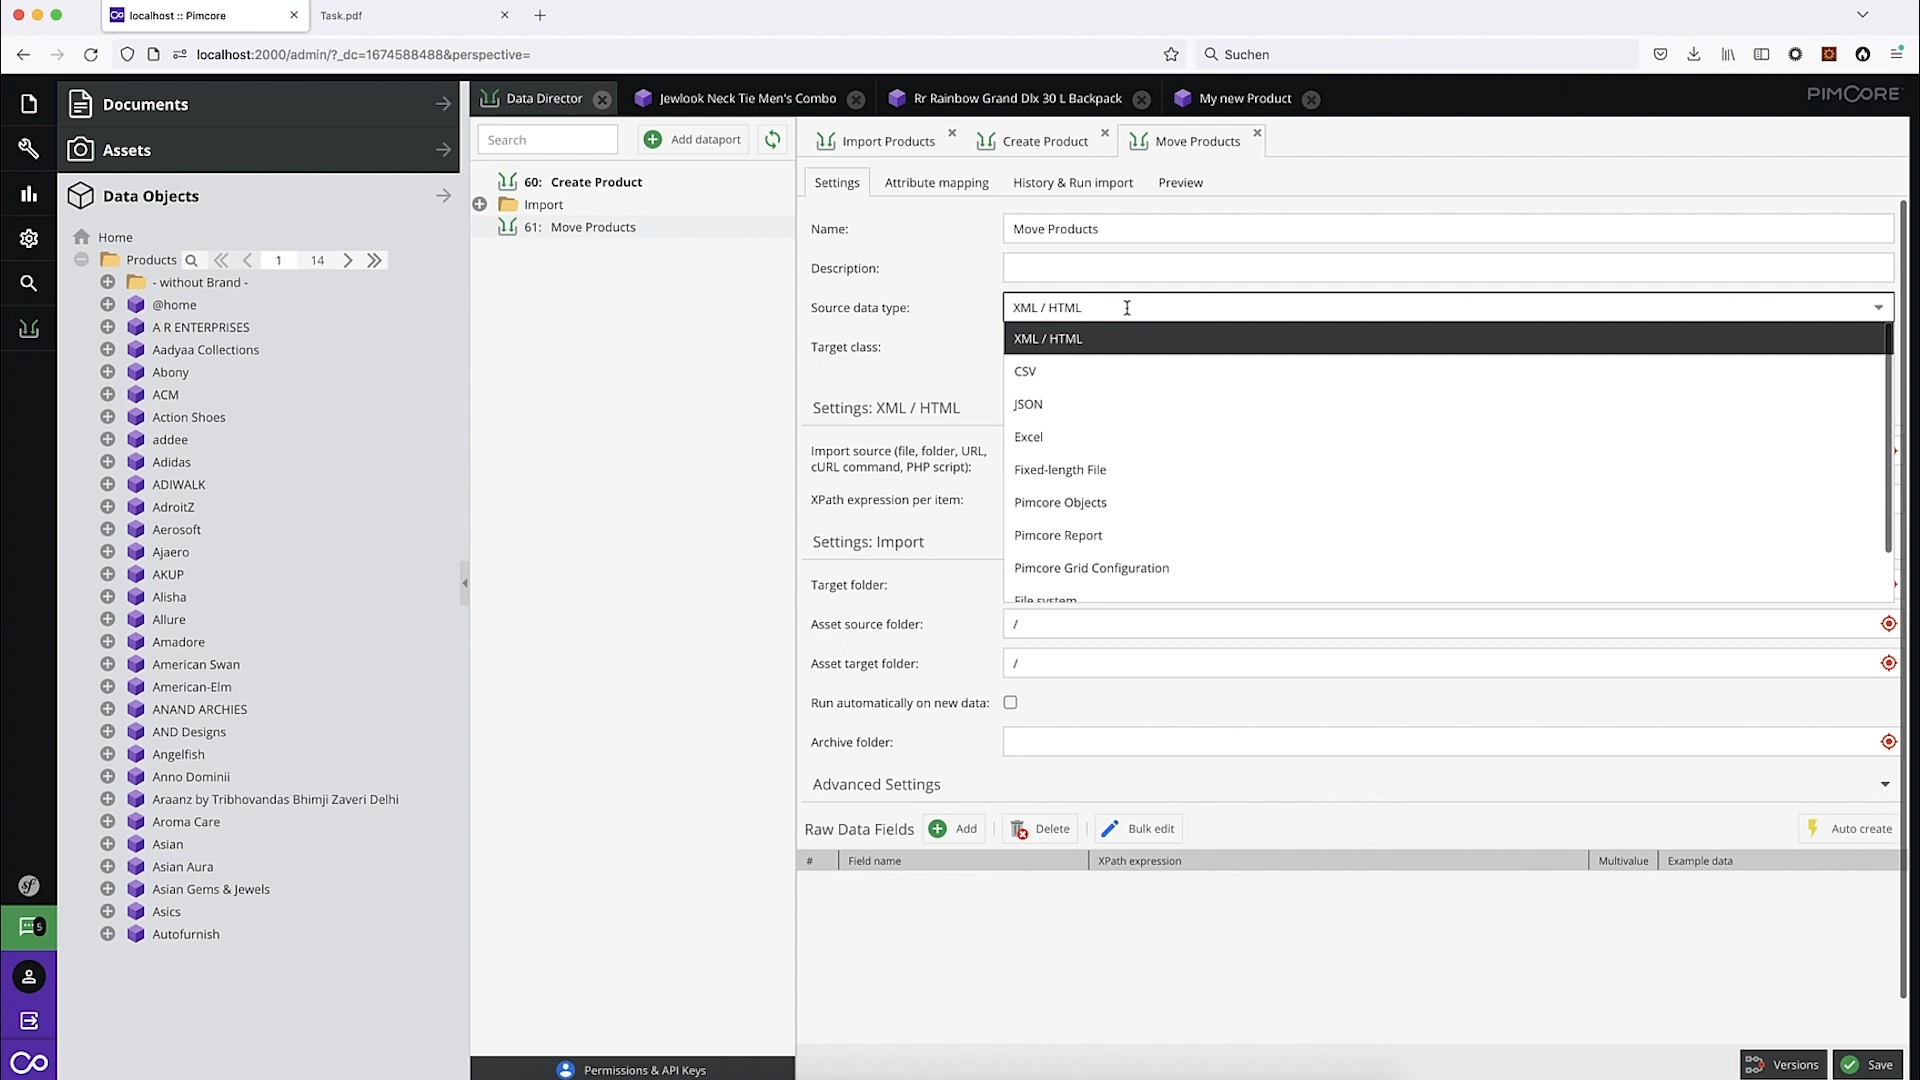 localhost :: Pimcore
Task.pdf
localhost:2000/admin/?_dc=1674588488&perspective=
Suchen
Documents
Assets
Data Objects
Home
Products
1
14
- without Brand -
@home
A R ENTERPRISES
Aadyaa Collections
Abony
ACM
Action Shoes
addee
Adidas
ADIWALK
AdroitZ
Aerosoft
Ajaero
AKUP
Alisha
Allure
Amadore
American Swan
American-Elm
ANAND ARCHIES
AND Designs
Angelfish
Anno Dominii
Araanz by Tribhovandas Bhimji Zaveri Delhi
Aroma Care
Asian
Asian Aura
Asian Gems & Jewels
Asics
Autofurnish
sf
5
Data Director
Jewlook Neck Tie Men's Combo
Rr Rainbow Grand Dlx 30 L Backpack
My new Product
PIMCORE
Search
Add dataport
60: Create Product
Import
61: Move Products
Permissions & API Keys
Import Products
Create Product
Move Products
Settings
Attribute mapping
History & Run import
Preview
Name:
Move Products
Description:
Source data type:
XML / HTML
XML / HTML
Target class:
CSV
JSON
Settings: XML / HTML
Excel
Import source (file, folder, URL,
cURL command, PHP script):
Fixed-length File
XPath expression per item:
Pimcore Objects
Pimcore Report
Settings: Import
Pimcore Grid Configuration
Target folder:
File system
Asset source folder:
/
Asset target folder:
/
Run automatically on new data:
Archive folder:
Advanced Settings
Raw Data Fields
Add
Delete
Bulk edit
Auto create
#
Field name
XPath expression
Multivalue
Example data
Versions
Save